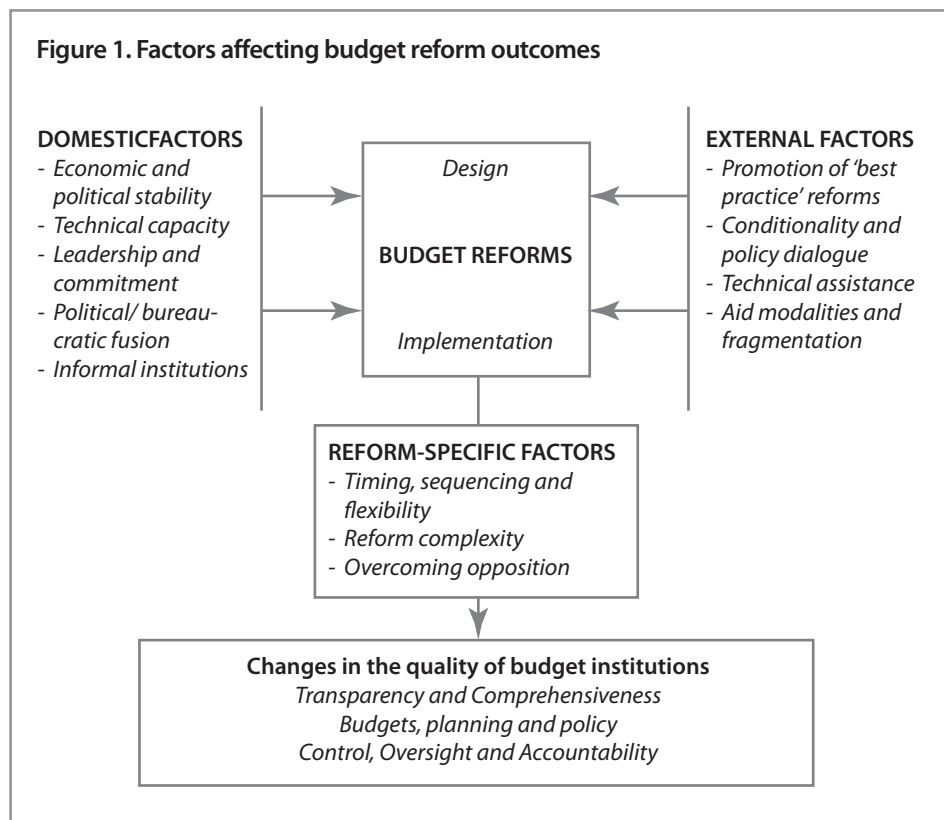 Figure 1. Factors affecting budget reform outcomes
DOMESTICFACTORS
- Economic and
political stability
- Technical capacity
- Leadership and
commitment
- Political/ bureau-
cratic fusion
- Informal institutions
Design
BUDGET REFORMS
Implementation
EXTERNAL FACTORS
- Promotion of ‘best
practice’ reforms
- Conditionality and
policy dialogue
- Technical assistance
- Aid modalities and
fragmentation
REFORM-SPECIFIC FACTORS
- Timing, sequencing and
flexibility
- Reform complexity
- Overcoming opposition
Changes in the quality of budget institutions
Transparency and Comprehensiveness
Budgets, planning and policy
Control, Oversight and Accountability